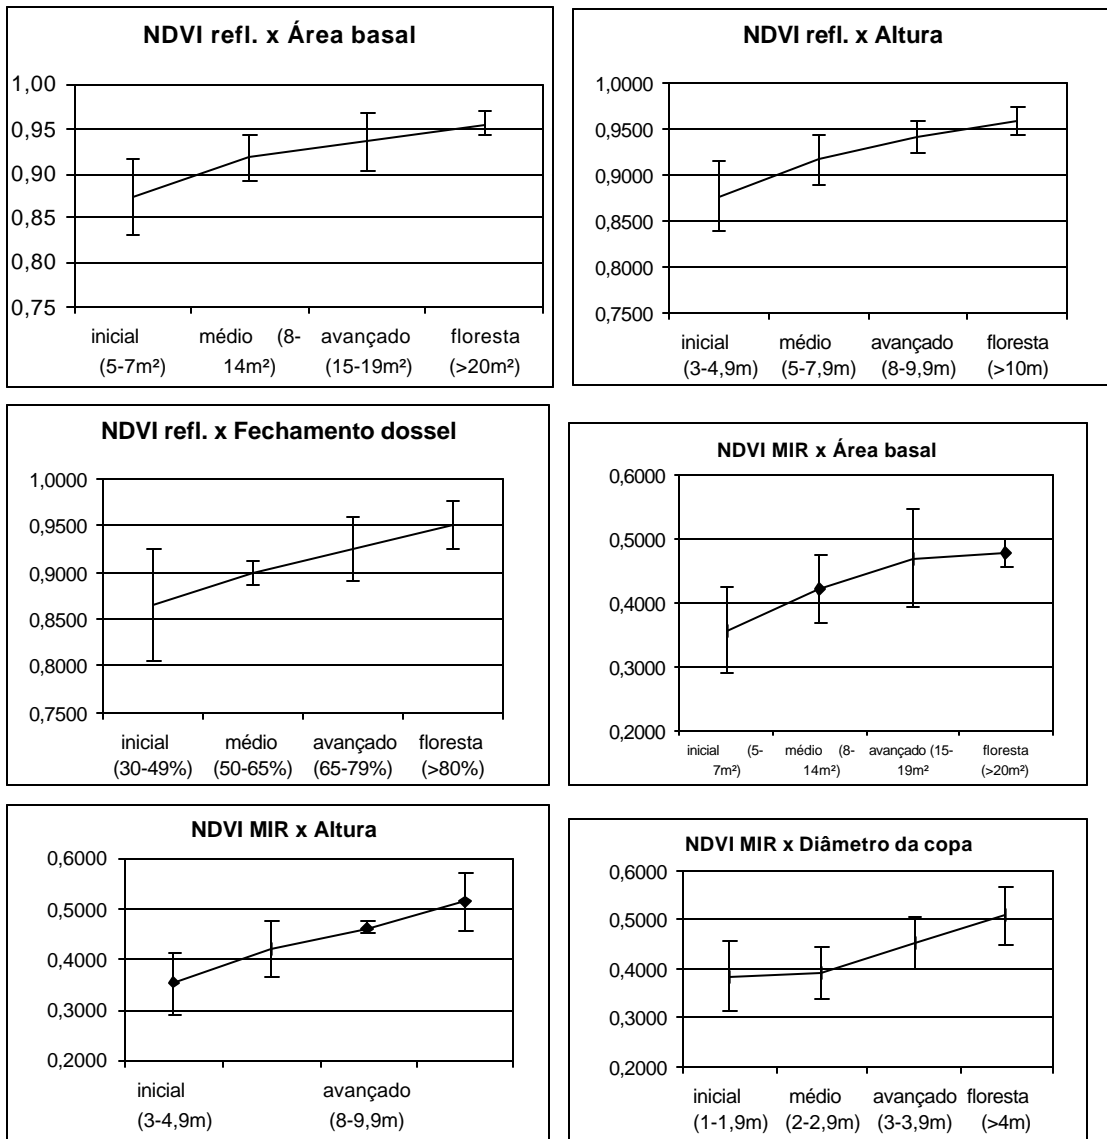 NDVI refl. x Área basal
1,00
0,95
0,90
0,85
0,80
0,75
inicial médio (8- avançado floresta
(5-7m²) 14m²) (15-19m²) (>20m²)
NDVI refl. x Altura
1,0000
0,9500
0,9000
0,8500
0,8000
0,7500
inicial médio avançado floresta
(3-4,9m) (5-7,9m) (8-9,9m) (>10m)
NDVI refl. x Fechamento dossel
1,0000
0,9500
0,9000
0,8500
0,8000
0,7500
inicial médio avançado floresta
(30-49%) (50-65%) (65-79%) (>80%)
NDVI MIR x Área basal
0,6000
0,5000
0,4000
0,3000
0,2000
inicial (5- médio (8- avançado (15- floresta
7m²) 14m²) 19m² (>20m²)
NDVI MIR x Altura
0,6000
0,5000
0,4000
0,3000
0,2000
inicial avançado
(3-4,9m) (8-9,9m)
NDVI MIR x Diâmetro da copa
0,6000
0,5000
0,4000
0,3000
0,2000
inicial médio avançado floresta
(1-1,9m) (2-2,9m) (3-3,9m) (>4m)